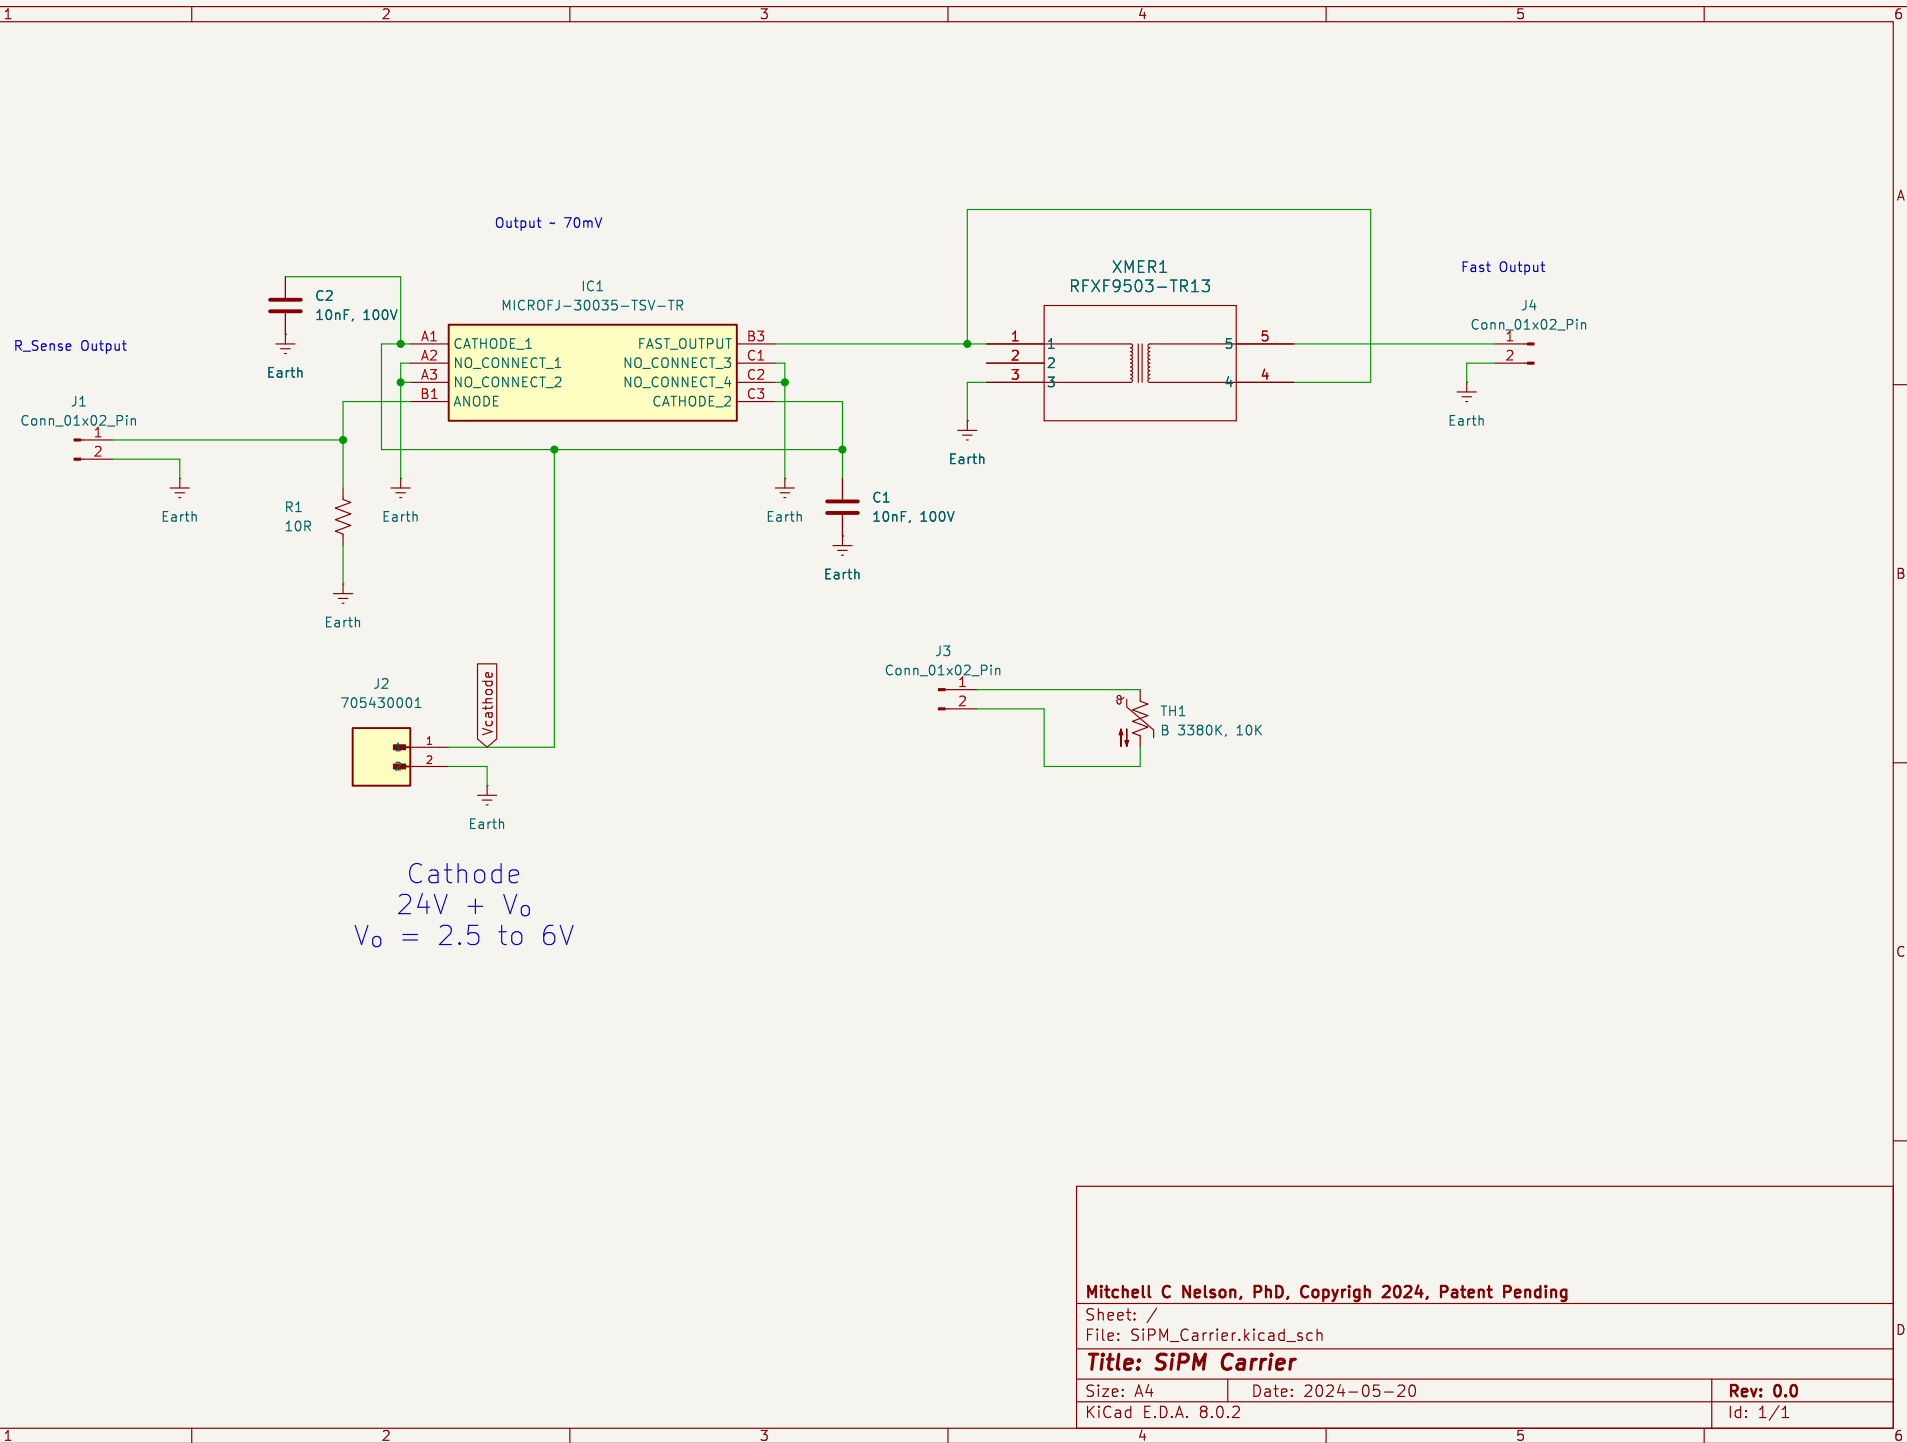 1 2 3 4 5 6
A
B
C
D
Output ~ 70mV
R_Sense Output
Fast Output
C2
10nF, 100V
Earth
IC1
MICROFJ-30035-TSV-TR
A1 CATHODE_1 FAST_OUTPUT B3
A2 NO_CONNECT_1 NO_CONNECT_3 C1
A3 NO_CONNECT_2 NO_CONNECT_4 C2
B1 ANODE CATHODE_2 C3
XMER1
RFXF9503-TR13
1 1 5 5
2 2
3 3 4 4
Earth
J4
Conn_01x02_Pin
1
2
Earth
J1
Conn_01x02_Pin
1
2
Earth
R1
10R
Earth
Earth
Earth
C1
10nF, 100V
Earth
J2
705430001
1
2
Vcathode
Earth
J3
Conn_01x02_Pin
1
2
TH1
B 3380K, 10K
Cathode
24V + Vo
Vo = 2.5 to 6V
Mitchell C Nelson, PhD, Copyrigh 2024, Patent Pending
Sheet: /
File: SiPM_Carrier.kicad_sch
Title: SiPM Carrier
Size: A4 Date: 2024-05-20 Rev: 0.0
KiCad E.D.A. 8.0.2 Id: 1/1
1 2 3 4 5 6